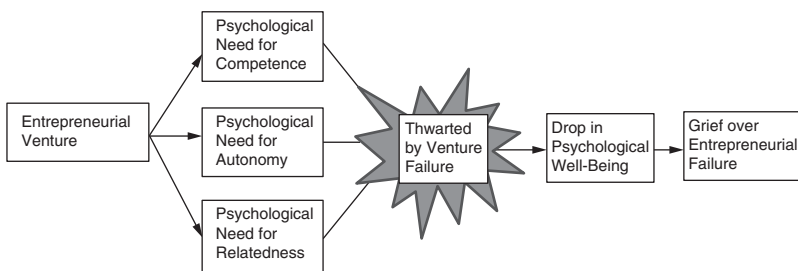 Entrepreneurial
Venture
Psychological
Need for
Competence
Psychological
Need for
Autonomy
Psychological
Need for
Relatedness
Thwarted
by Venture
Failure
Drop in
Psychological
Well-Being
Grief over
Entrepreneurial
Failure